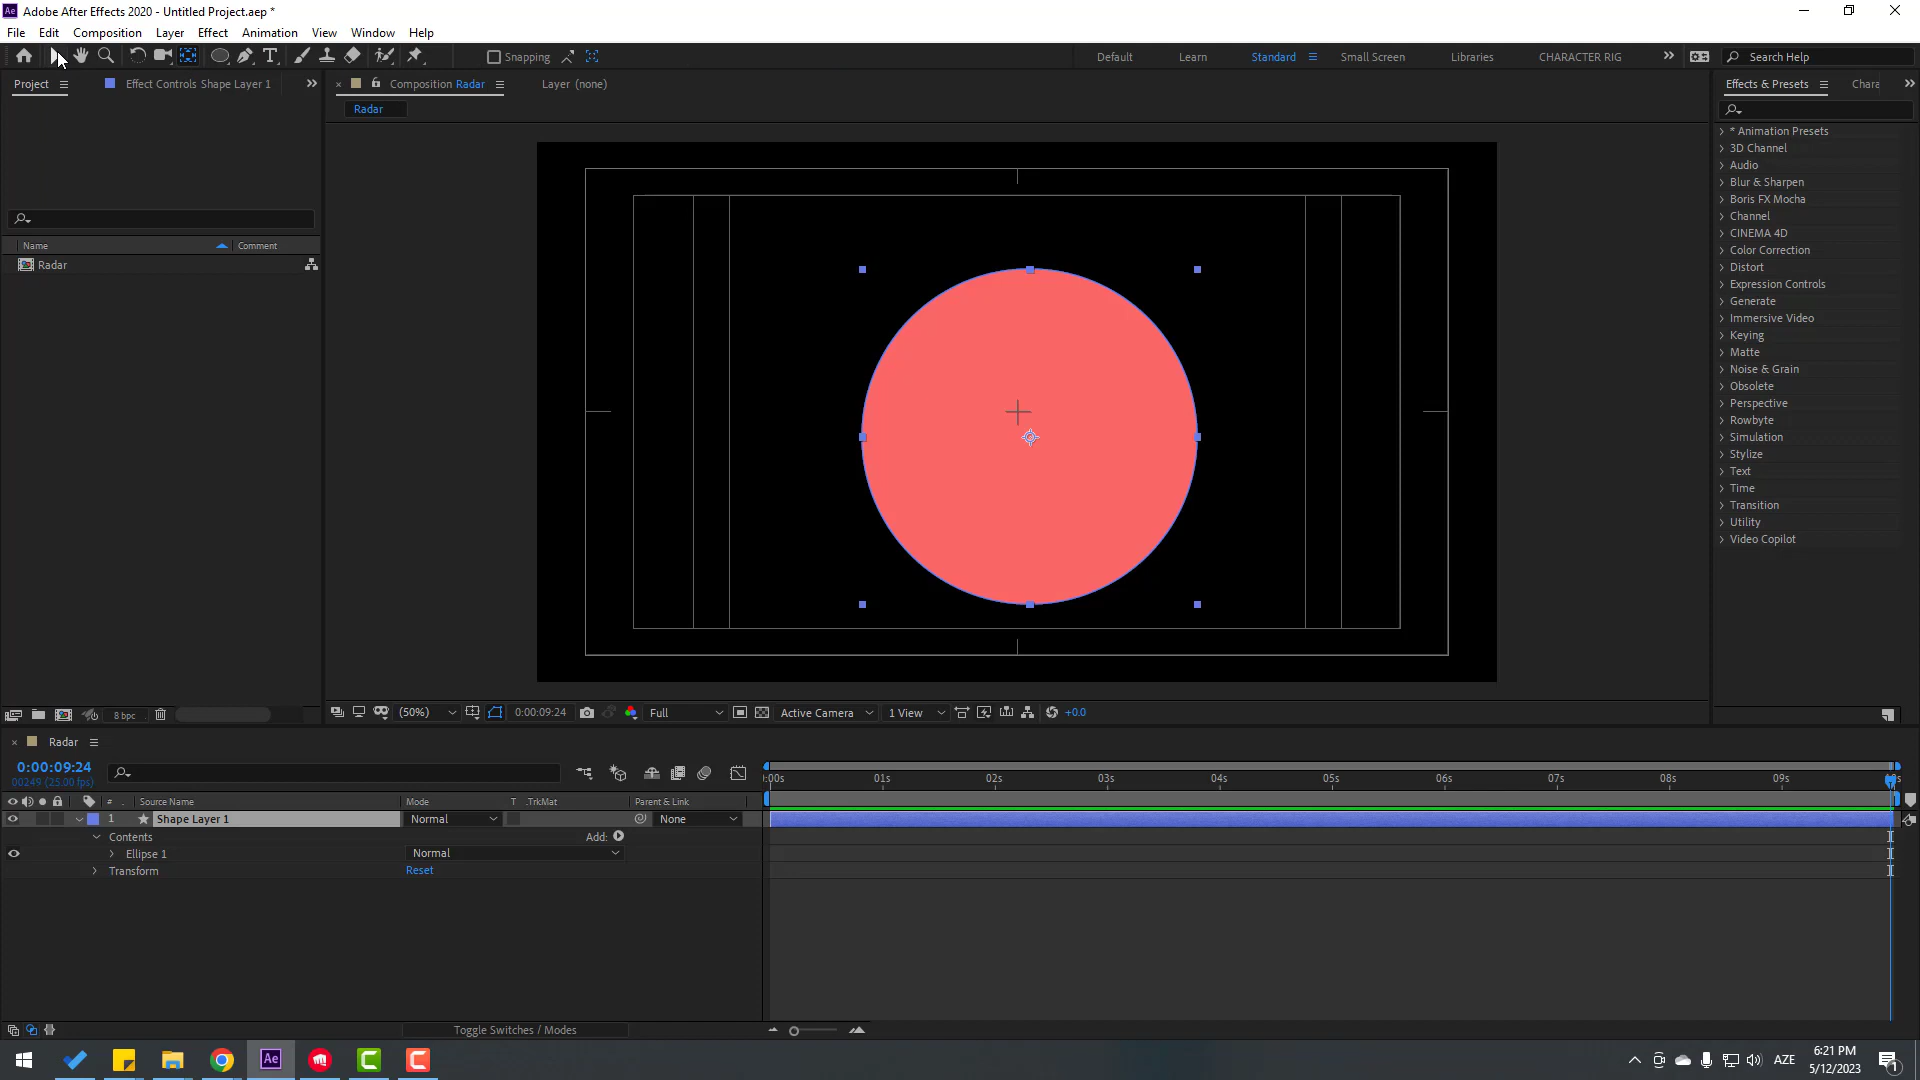 Adobe After Effects 2020 - Untitled Project.aep *
File Edit Composition Layer Effect Animation View Window Help
Snapping
Default Learn Standard Small Screen Libraries CHARACTER RIG Search Help
Project Effect Controls Shape Layer 1
Composition Radar Layer (none)
Effects & Presets Chara
Radar
* Animation Presets
3D Channel
Audio
Blur & Sharpen
Boris FX Mocha
Channel
CINEMA 4D
Color Correction
Distort
Expression Controls
Generate
Immersive Video
Keying
Matte
Noise & Grain
Obsolete
Perspective
Rowbyte
Simulation
Stylize
Text
Time
Transition
Utility
Video Copilot
Name Comment
Radar
8 bpc
(50%) 0:00:09:24 Full Active Camera 1 View +0.0
Radar
0:00:09:24
00249 (25.00 fps)
:00s 01s 02s 03s 04s 05s 06s 07s 08s 09s
# Source Name Mode T .TrkMat Parent & Link
1 Shape Layer 1 Normal None
Contents Add:
Ellipse 1 Normal
Transform Reset
Toggle Switches / Modes
Ae
AZE
6:21 PM
5/12/2023
1